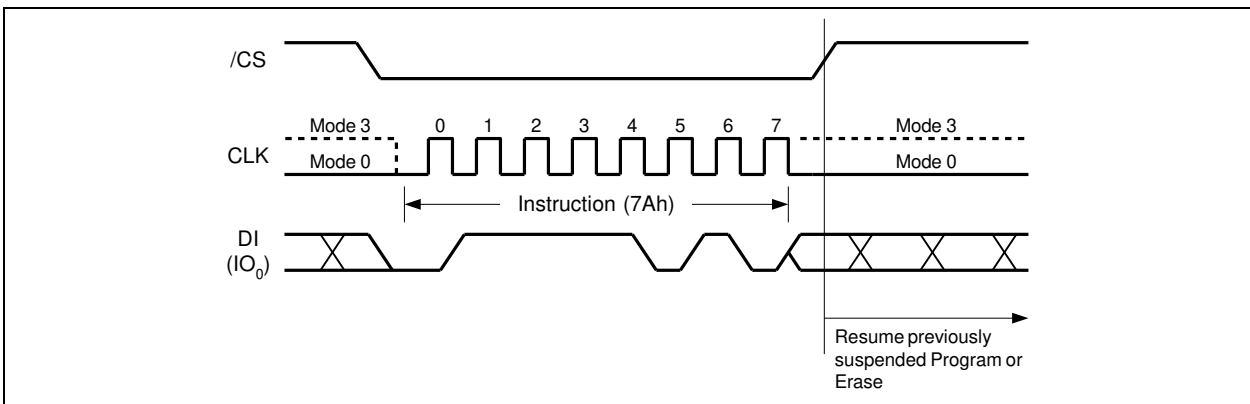 /CS
Mode 3 0 1 2 3 4 5 6 7 Mode 3
CLK
Mode 0 Mode 0
Instruction (7Ah)
DI
(IO0)
Resume previously
suspended Program or
Erase